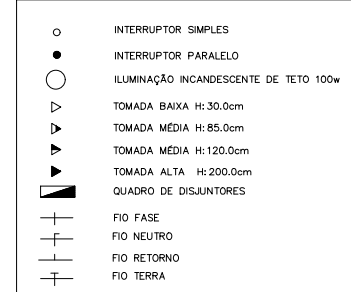 INTERRUPTOR SIMPLES
INTERRUPTOR PARALELO
ILUMINAÇÃO INCANDESCENTE DE TETO 100w
TOMADA BAIXA H:30.0cm
TOMADA MÉDIA H:85.0cm
TOMADA MÉDIA H:120.0cm
TOMADA ALTA H:200.0cm
QUADRO DE DISJUNTORES
FIO FASE
FIO NEUTRO
FIO RETORNO
FIO TERRA